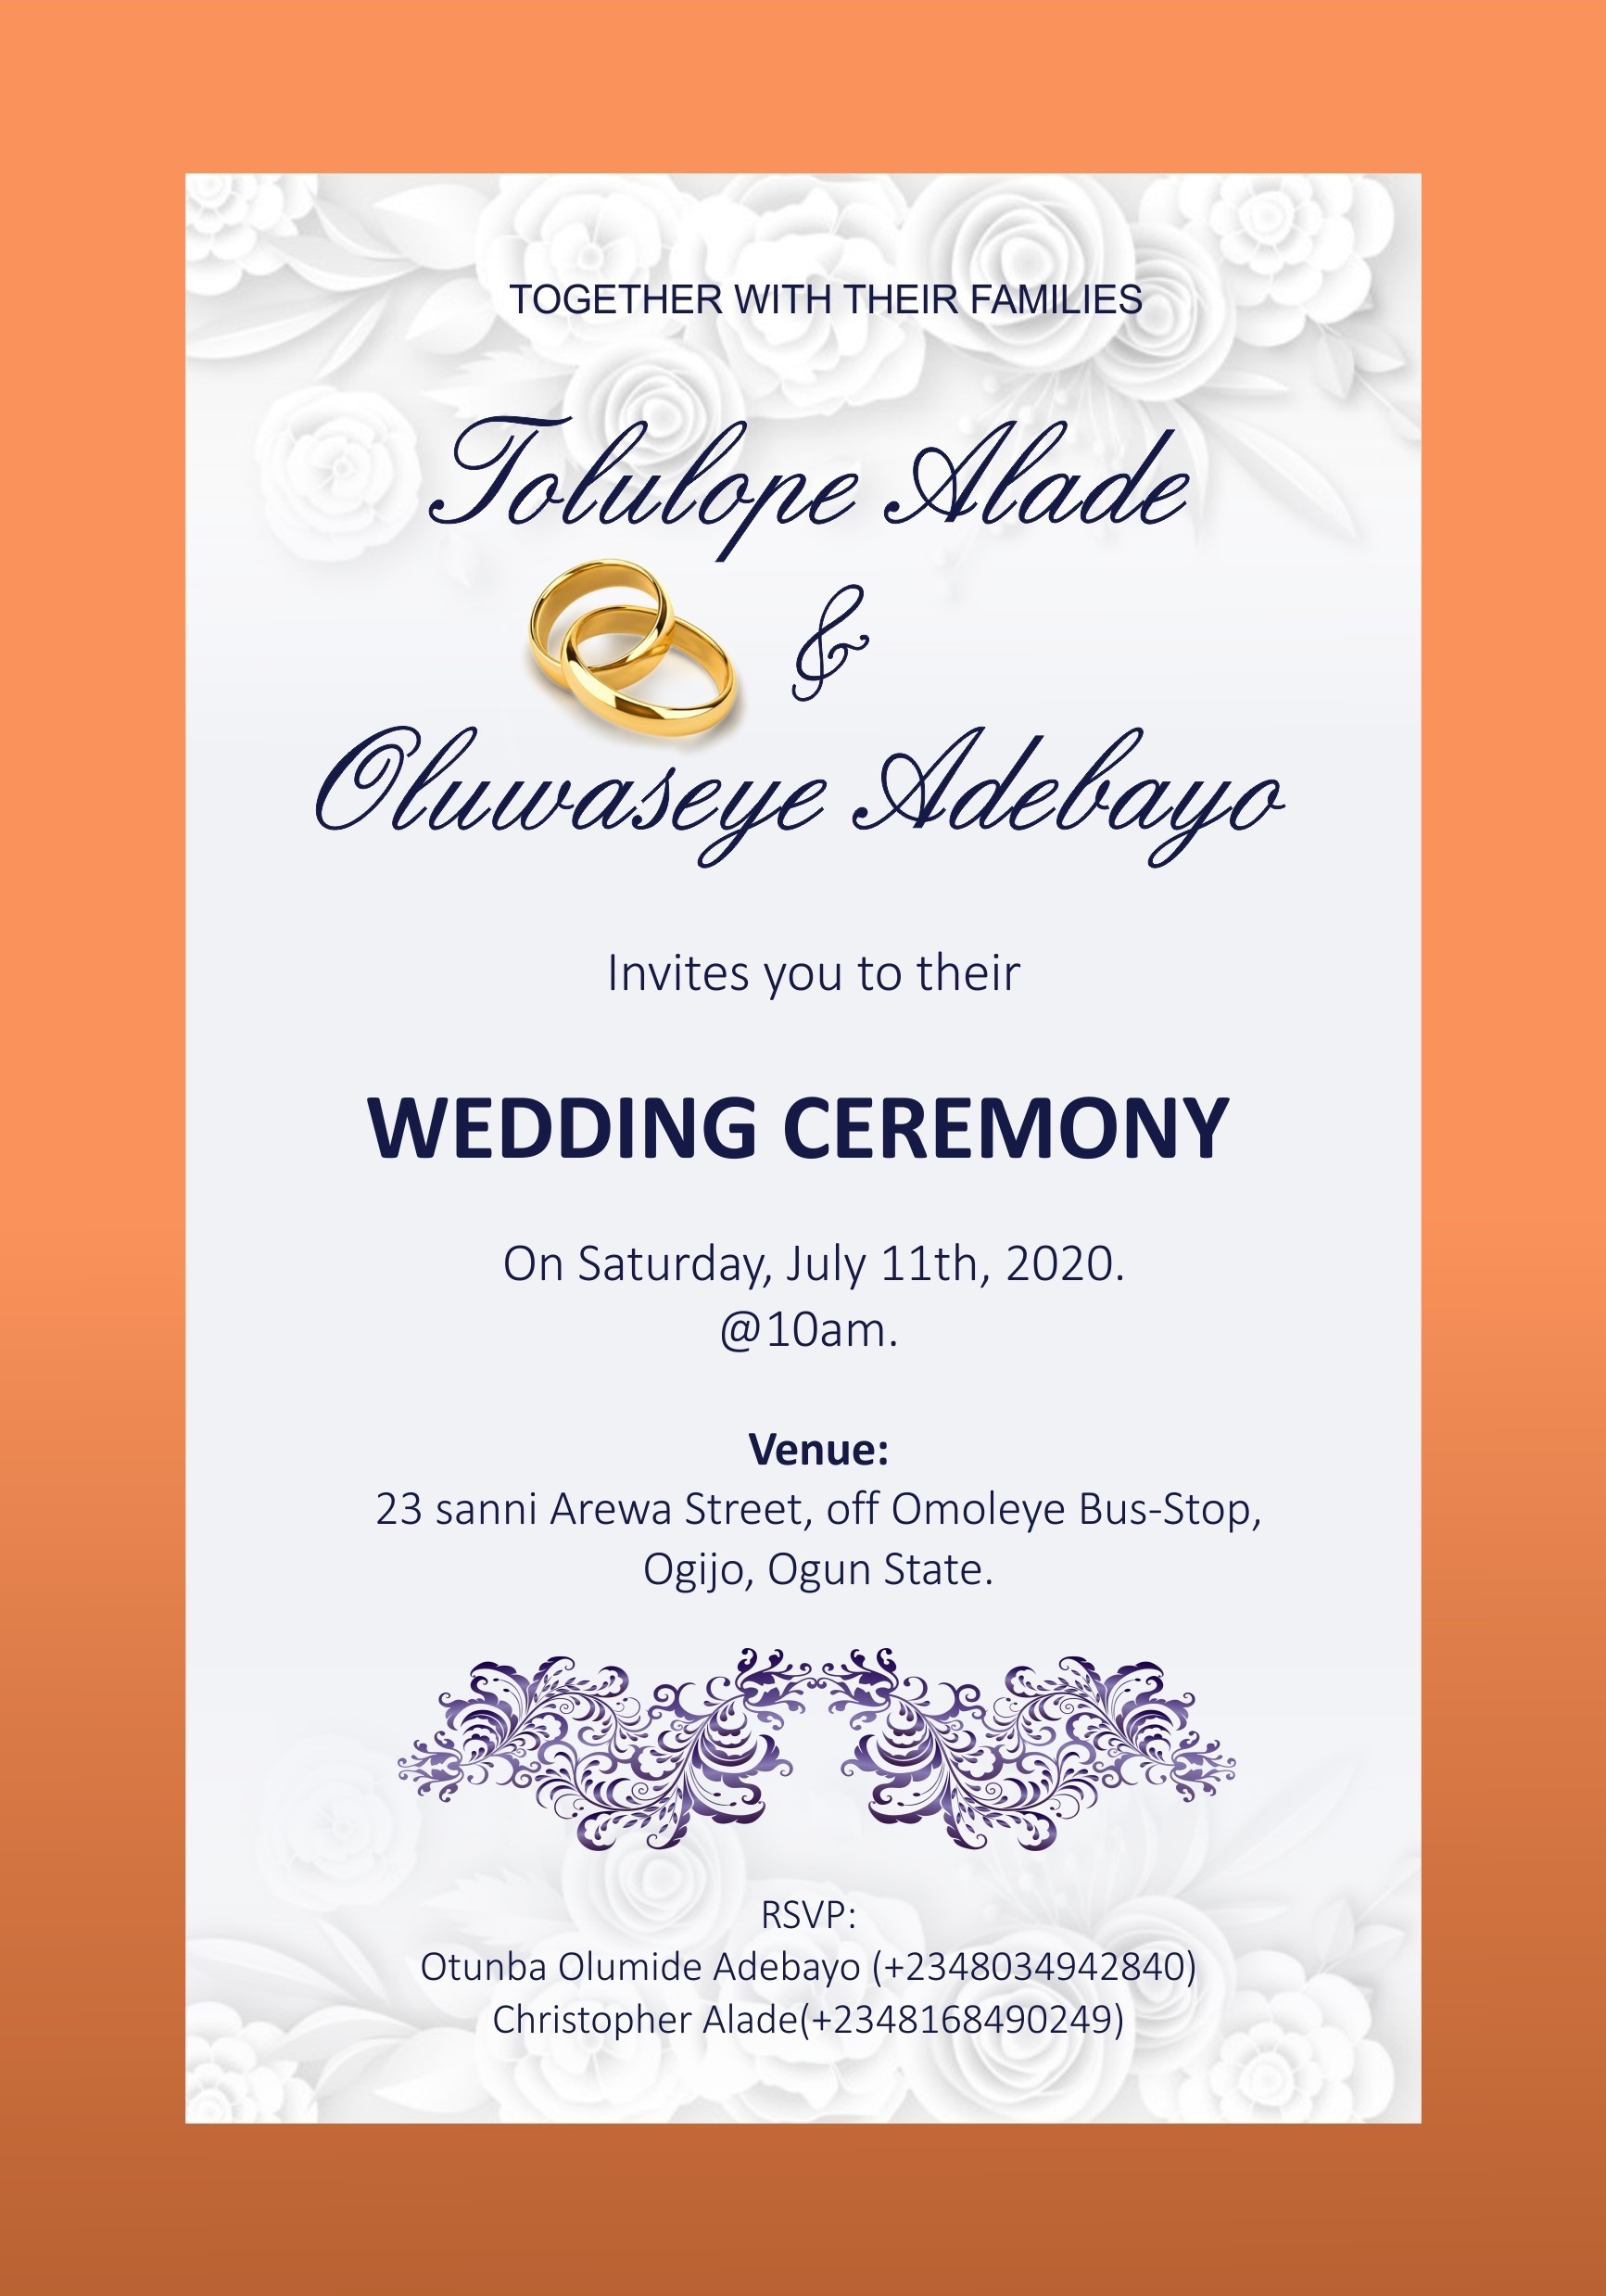 TOGETHER WITH THEIR FAMILIES
Tolulope Alade
&
Oluwaseye Adebayo
Invites you to their
WEDDING CEREMONY
On Saturday, July 11th, 2020.
@10am.
Venue:
23 sanni Arewa Street, off Omoleye Bus-Stop,
Ogijo, Ogun State.
RSVP:
Otunba Olumide Adebayo (+2348034942840)
Christopher Alade(+2348168490249)